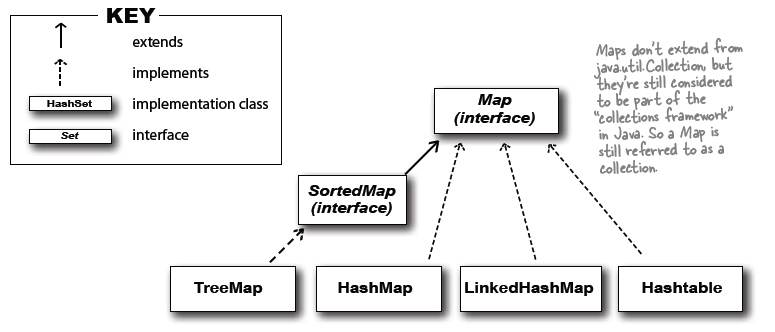 KEY
extends
implements
HashSet
implementation class
Set
interface
Maps don't extend from
java.util.Collection, but
they're still considered
to be part of the
"collections framework"
in Java. So a Map is
still referred to as a
collection.
Map
(interface)
SortedMap
(interface)
TreeMap
HashMap
LinkedHashMap
Hashtable